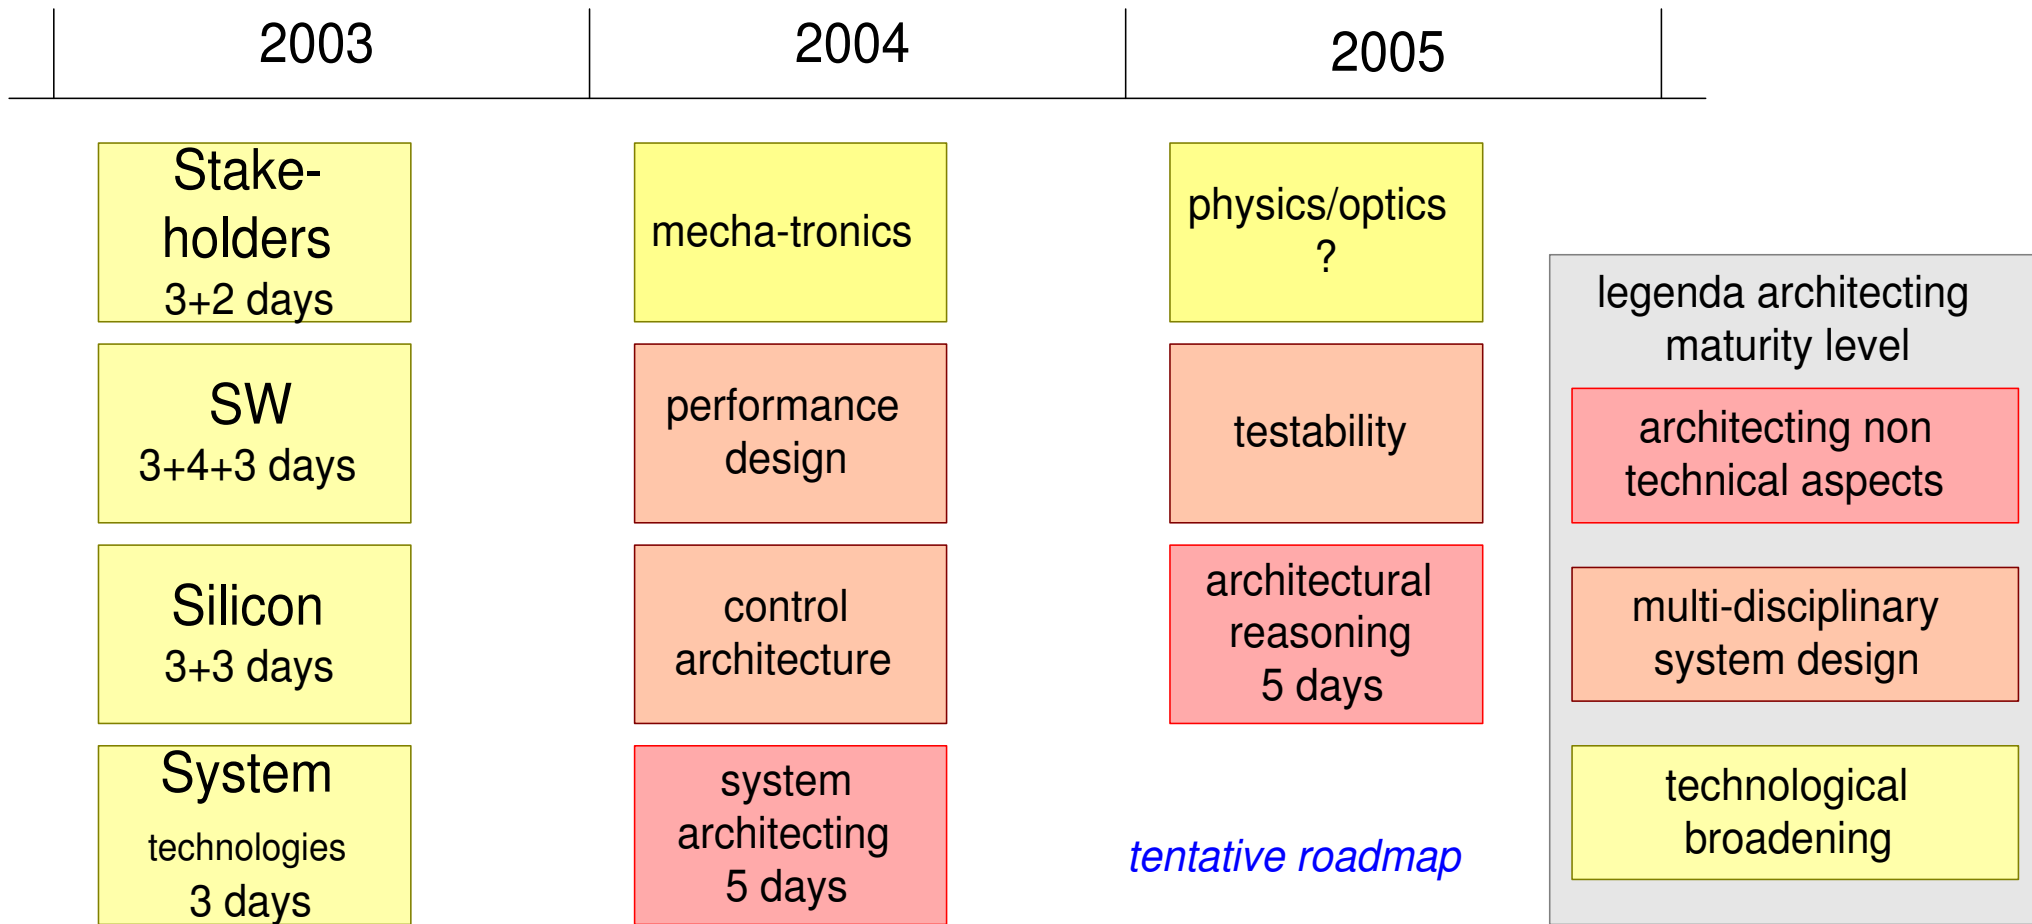 2003
2004
2005
Stake-
holders
3+2 days
SW
3+4+3 days
Silicon
3+3 days
System
technologies
3 days
mecha-tronics
performance
design
control
architecture
system
architecting
5 days
physics/optics
?
testability
architectural
reasoning
5 days
tentative roadmap
legenda architecting
maturity level
architecting non
technical aspects
multi-disciplinary
system design
technological
broadening